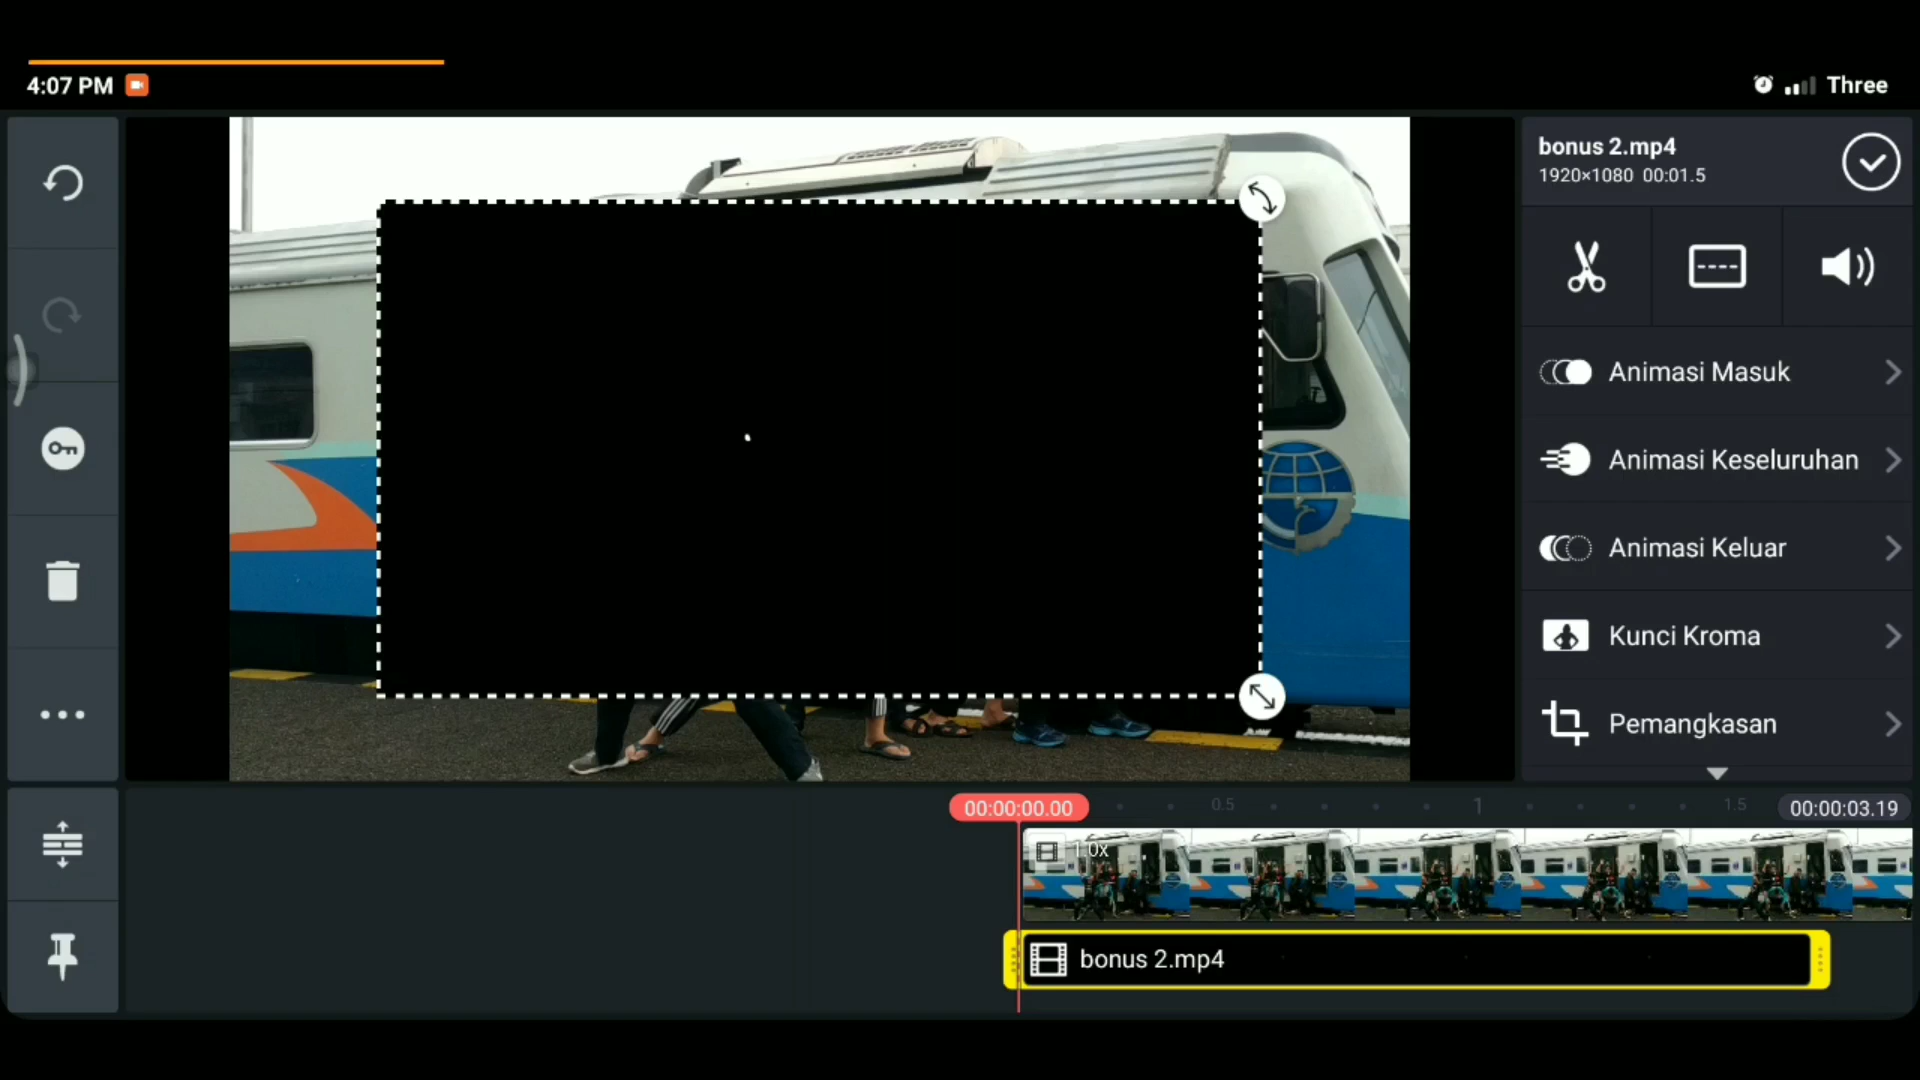 4:07 PM
Three
bonus 2.mp4
1920×1080 00:01.5
Animasi Masuk
Animasi Keseluruhan
Animasi Keluar
Kunci Kroma
Pemangkasan
00:00:00.00
0.5
1
1.5
00:00:03.19
1.0x
bonus 2.mp4